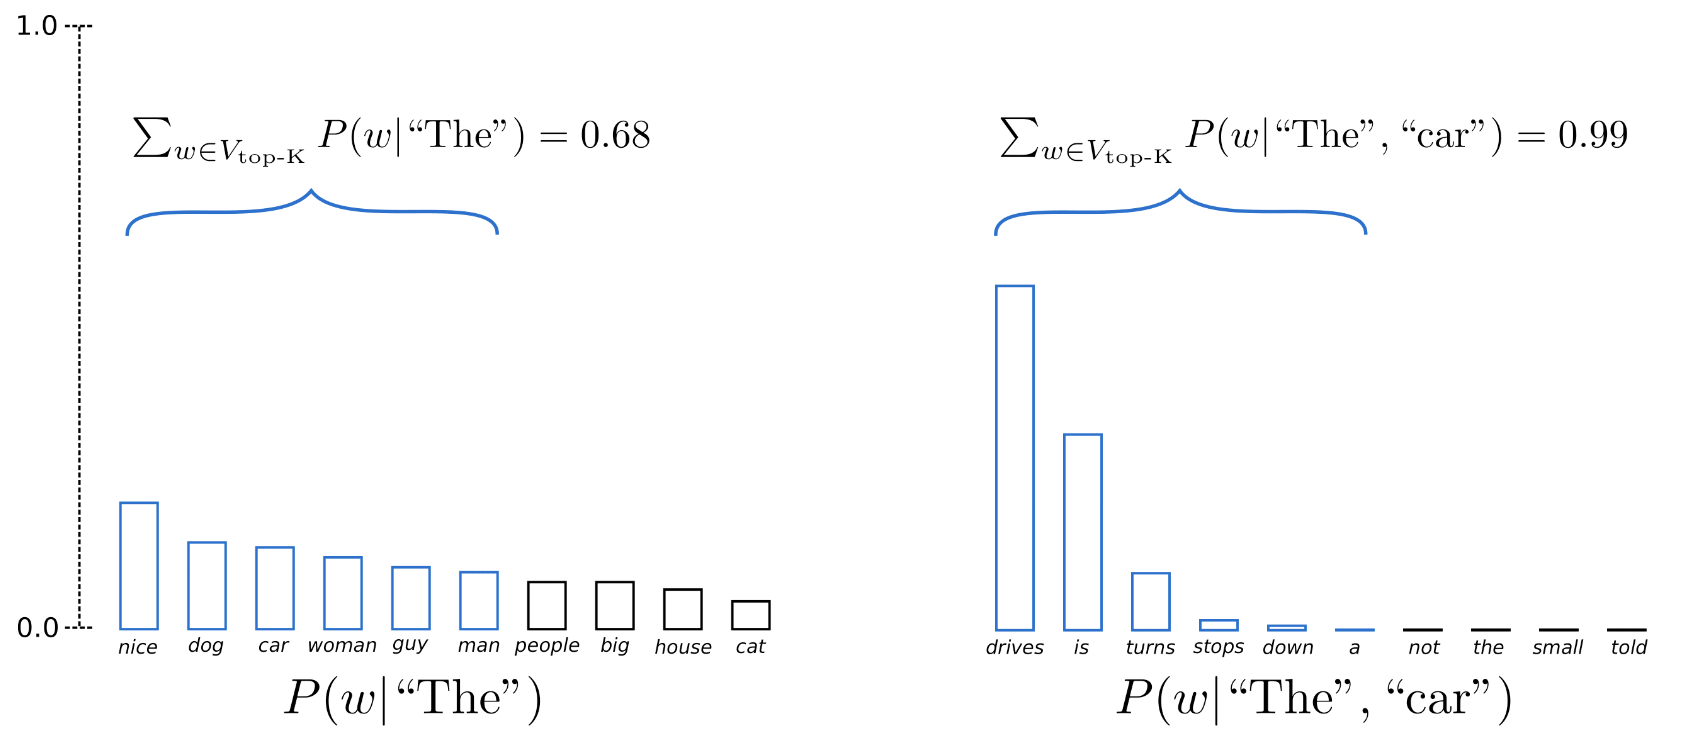 1.0
∑w∈Vtop-K P(w|“The”) = 0.68
∑w∈Vtop-K P(w|“The”, “car”) = 0.99
0.0
nice dog car woman guy man people big house cat
drives is turns stops down a not the small told
P(w|“The”)
P(w|“The”, “car”)